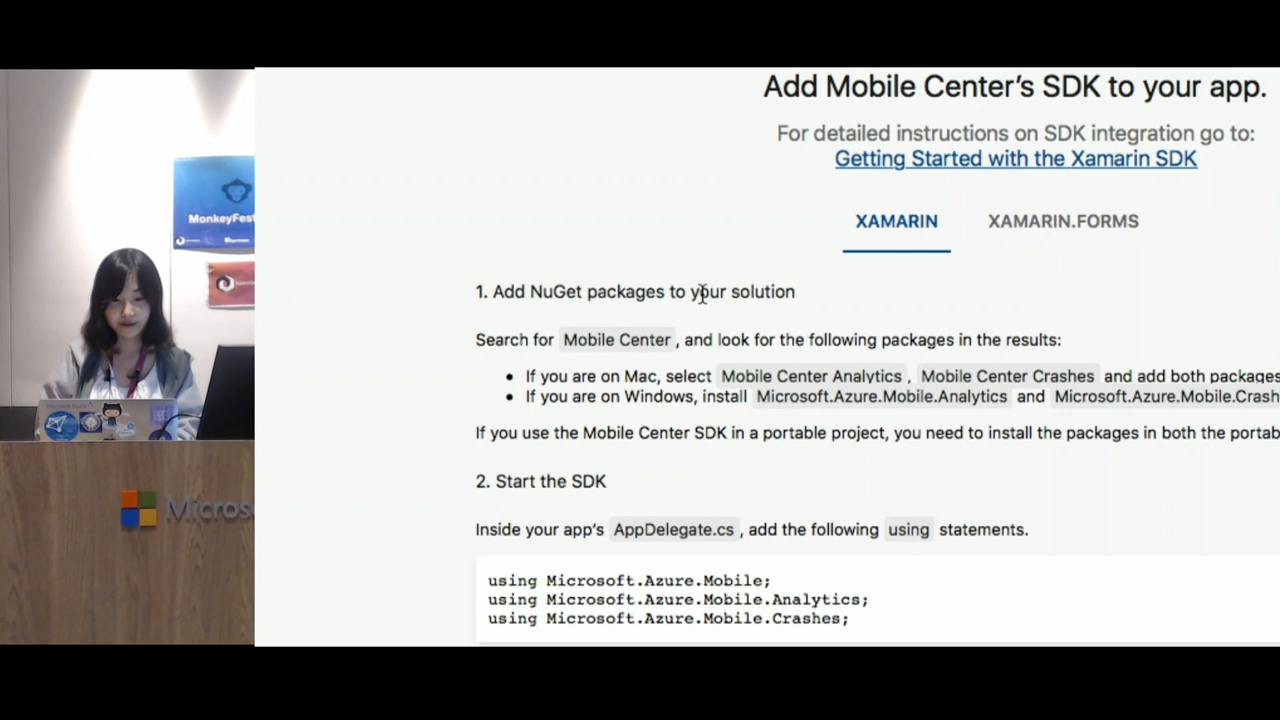 Add Mobile Center's SDK to your app.
For detailed instructions on SDK integration go to:
Getting Started with the Xamarin SDK
XAMARIN XAMARIN.FORMS
1. Add NuGet packages to your solution
Search for Mobile Center , and look for the following packages in the results:
• If you are on Mac, select Mobile Center Analytics , Mobile Center Crashes and add both packages
• If you are on Windows, install Microsoft.Azure.Mobile.Analytics and Microsoft.Azure.Mobile.Crash
If you use the Mobile Center SDK in a portable project, you need to install the packages in both the portab
2. Start the SDK
Inside your app's AppDelegate.cs , add the following using statements.
using Microsoft.Azure.Mobile;
using Microsoft.Azure.Mobile.Analytics;
using Microsoft.Azure.Mobile.Crashes;
MonkeyFest
Micros